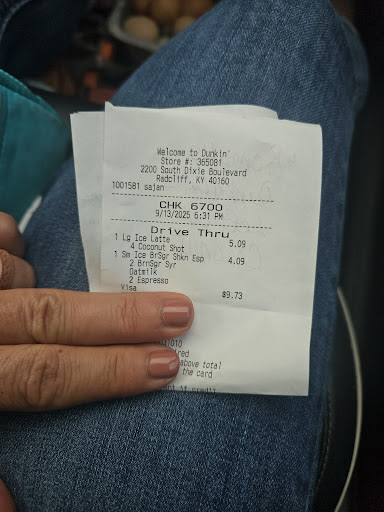 Welcome to Dunkin'
Store #: 365081
2200 South Dixie Boulevard
Radcliff, KY 40160
1001581 sajan
CHK 6700
9/13/2025 6:31 PM
Drive Thru
1 Lg Ice Latte 5.09
4 Coconut Shot
1 Sm Ice BrSgr Shkn Esp 4.09
2 BrnSgr Syr
Oatmilk
2 Espresso
Visa $9.73
above total
the card